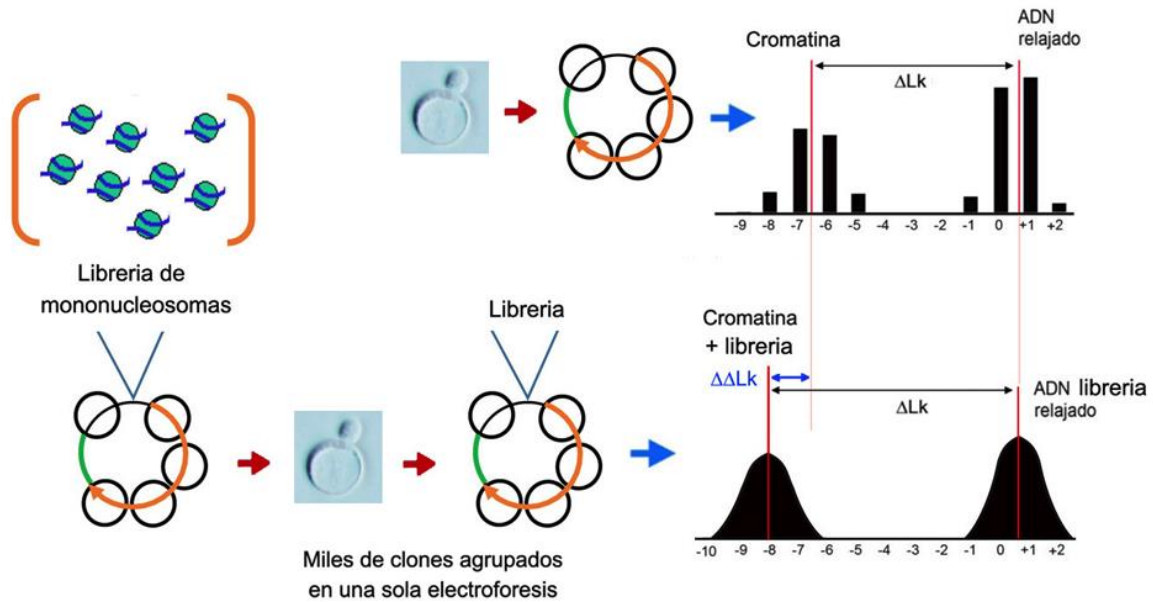 Cromatina
ADN
relajado
ΔLk
-9 -8 -7 -6 -5 -4 -3 -2 -1 0 +1 +2
Libreria de
mononucleosomas
Libreria
Cromatina
+ libreria
ΔΔLk
ΔLk
ADN libreria
relajado
-10 -9 -8 -7 -6 -5 -4 -3 -2 -1 0 +1 +2
Miles de clones agrupados
en una sola electroforesis